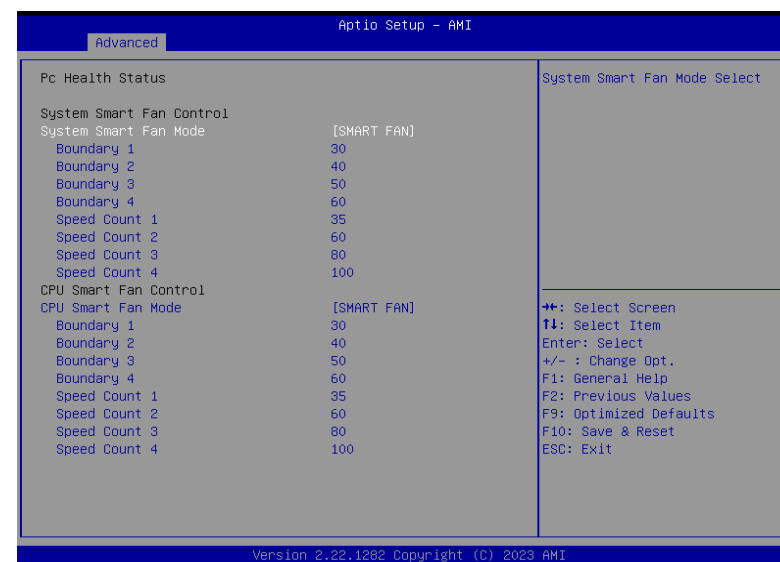 Aptio Setup – AMI
Advanced
Pc Health Status
System Smart Fan Control
System Smart Fan Mode [SMART FAN]
Boundary 1 30
Boundary 2 40
Boundary 3 50
Boundary 4 60
Speed Count 1 35
Speed Count 2 60
Speed Count 3 80
Speed Count 4 100
CPU Smart Fan Control
CPU Smart Fan Mode [SMART FAN]
Boundary 1 30
Boundary 2 40
Boundary 3 50
Boundary 4 60
Speed Count 1 35
Speed Count 2 60
Speed Count 3 80
Speed Count 4 100
System Smart Fan Mode Select
→←: Select Screen
↑↓: Select Item
Enter: Select
+/– : Change Opt.
F1: General Help
F2: Previous Values
F9: Optimized Defaults
F10: Save & Reset
ESC: Exit
Version 2.22.1282 Copyright (C) 2023 AMI